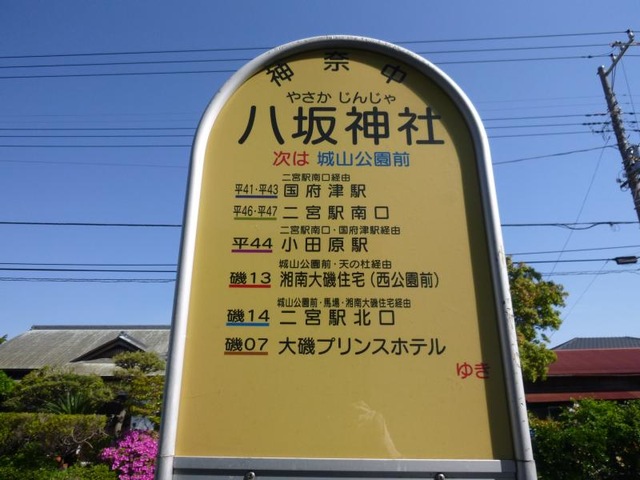 神奈中
やさか じんじゃ
八坂神社
次は 城山公園前
二宮駅南口経由
平41・平43 国府津駅
平46・平47 二宮駅南口
二宮駅南口・国府津駅経由
平44 小田原駅
城山公園前・天の杜経由
磯13 湘南大磯住宅（西公園前）
城山公園前・馬場・湘南大磯住宅経由
磯14 二宮駅北口
磯07 大磯プリンスホテル
ゆき